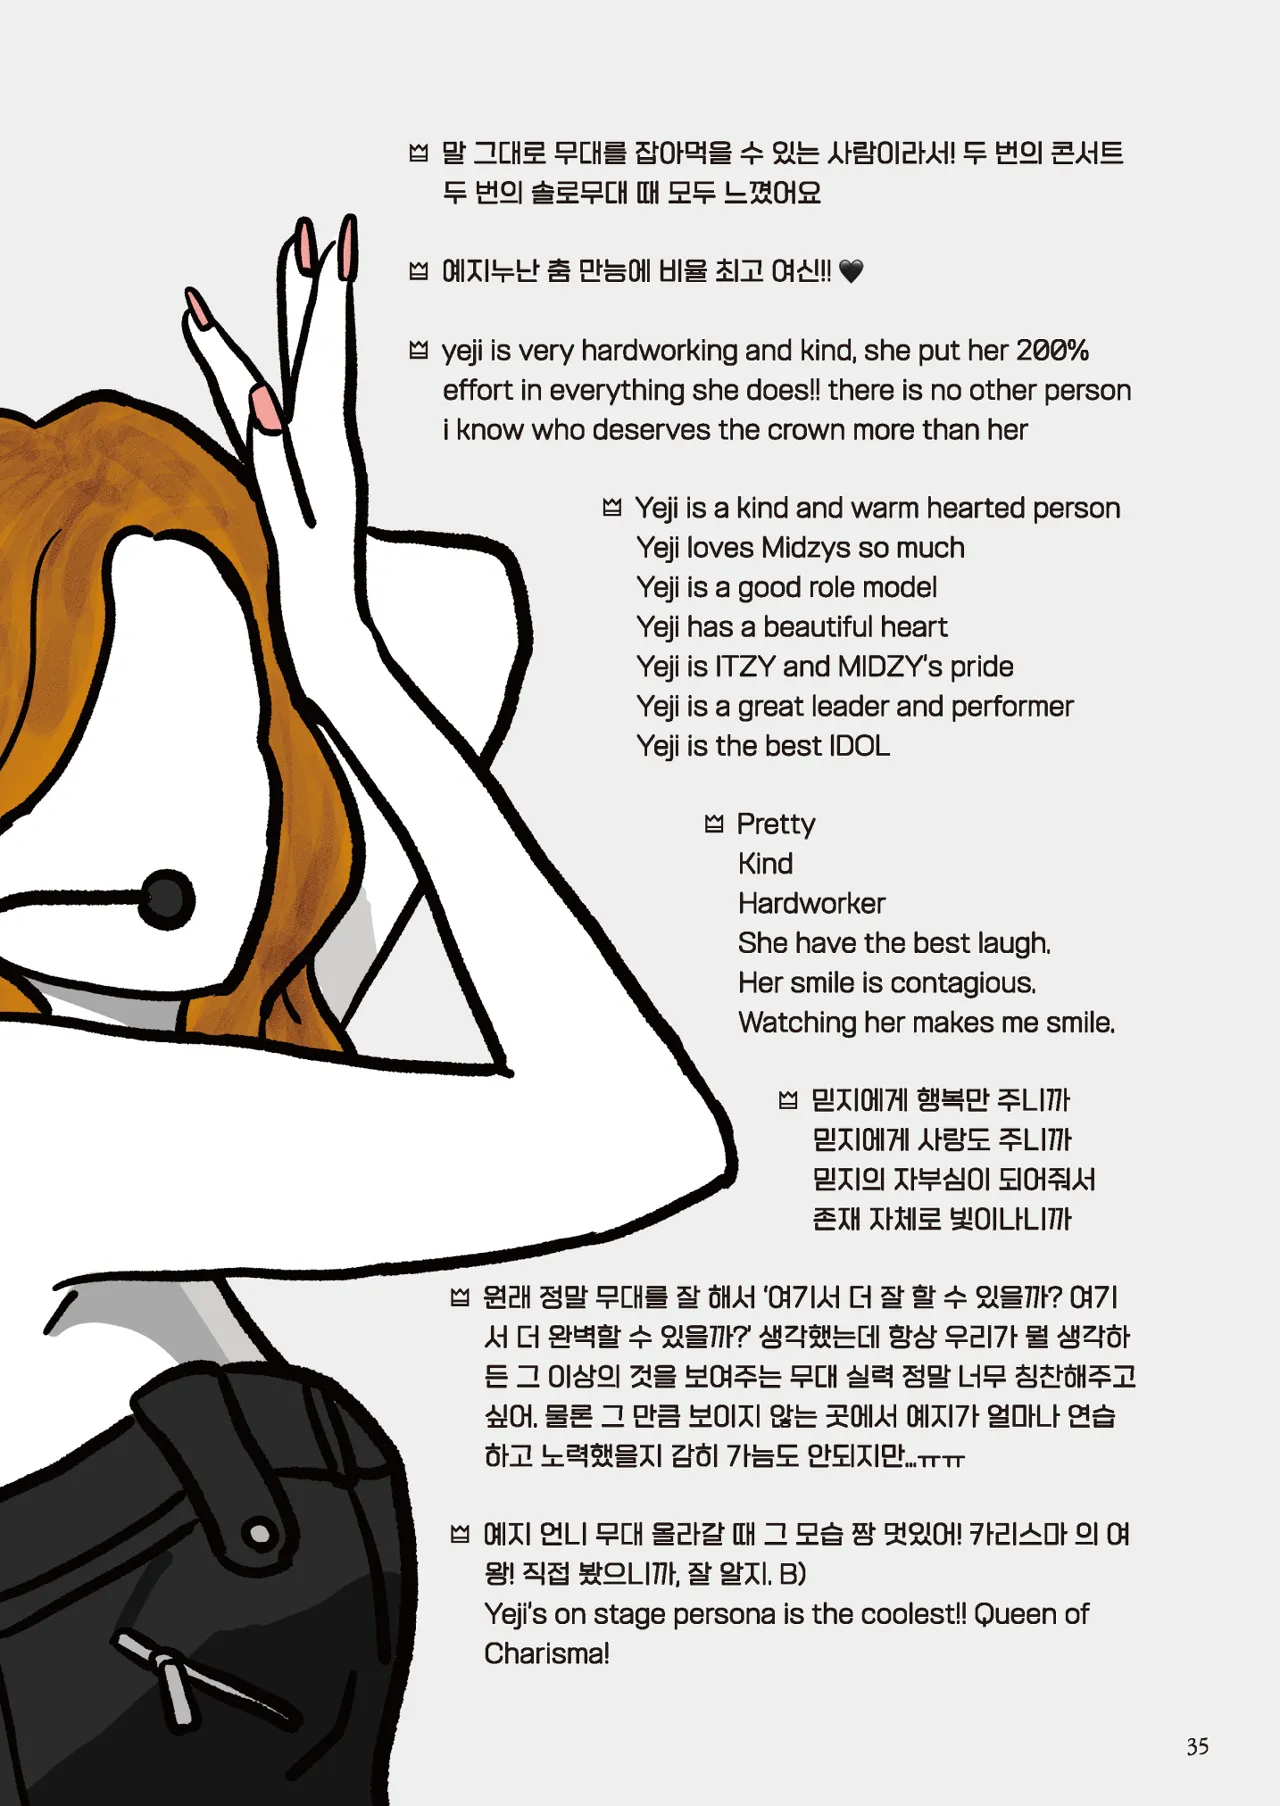 말 그대로 무대를 잡아먹을 수 있는 사람이라서! 두 번의 콘서트
두 번의 솔로무대 때 모두 느꼈어요
예지누난 춤 만능에 비율 최고 여신!! 🖤
yeji is very hardworking and kind, she put her 200%
effort in everything she does!! there is no other person
i know who deserves the crown more than her
Yeji is a kind and warm hearted person
Yeji loves Midzys so much
Yeji is a good role model
Yeji has a beautiful heart
Yeji is ITZY and MIDZY's pride
Yeji is a great leader and performer
Yeji is the best IDOL
Pretty
Kind
Hardworker
She have the best laugh.
Her smile is contagious.
Watching her makes me smile.
믿지에게 행복만 주니까
믿지에게 사랑도 주니까
믿지의 자부심이 되어줘서
존재 자체로 빛이나니까
원래 정말 무대를 잘 해서 '여기서 더 잘 할 수 있을까? 여기
서 더 완벽할 수 있을까?' 생각했는데 항상 우리가 뭘 생각하
든 그 이상의 것을 보여주는 무대 실력 정말 너무 칭찬해주고
싶어. 물론 그 만큼 보이지 않는 곳에서 예지가 얼마나 연습
하고 노력했을지 감히 가늠도 안되지만...ㅠㅠ
예지 언니 무대 올라갈 때 그 모습 짱 멋있어! 카리스마 의 여
왕! 직접 봤으니까, 잘 알지. B)
Yeji's on stage persona is the coolest!! Queen of
Charisma!
35